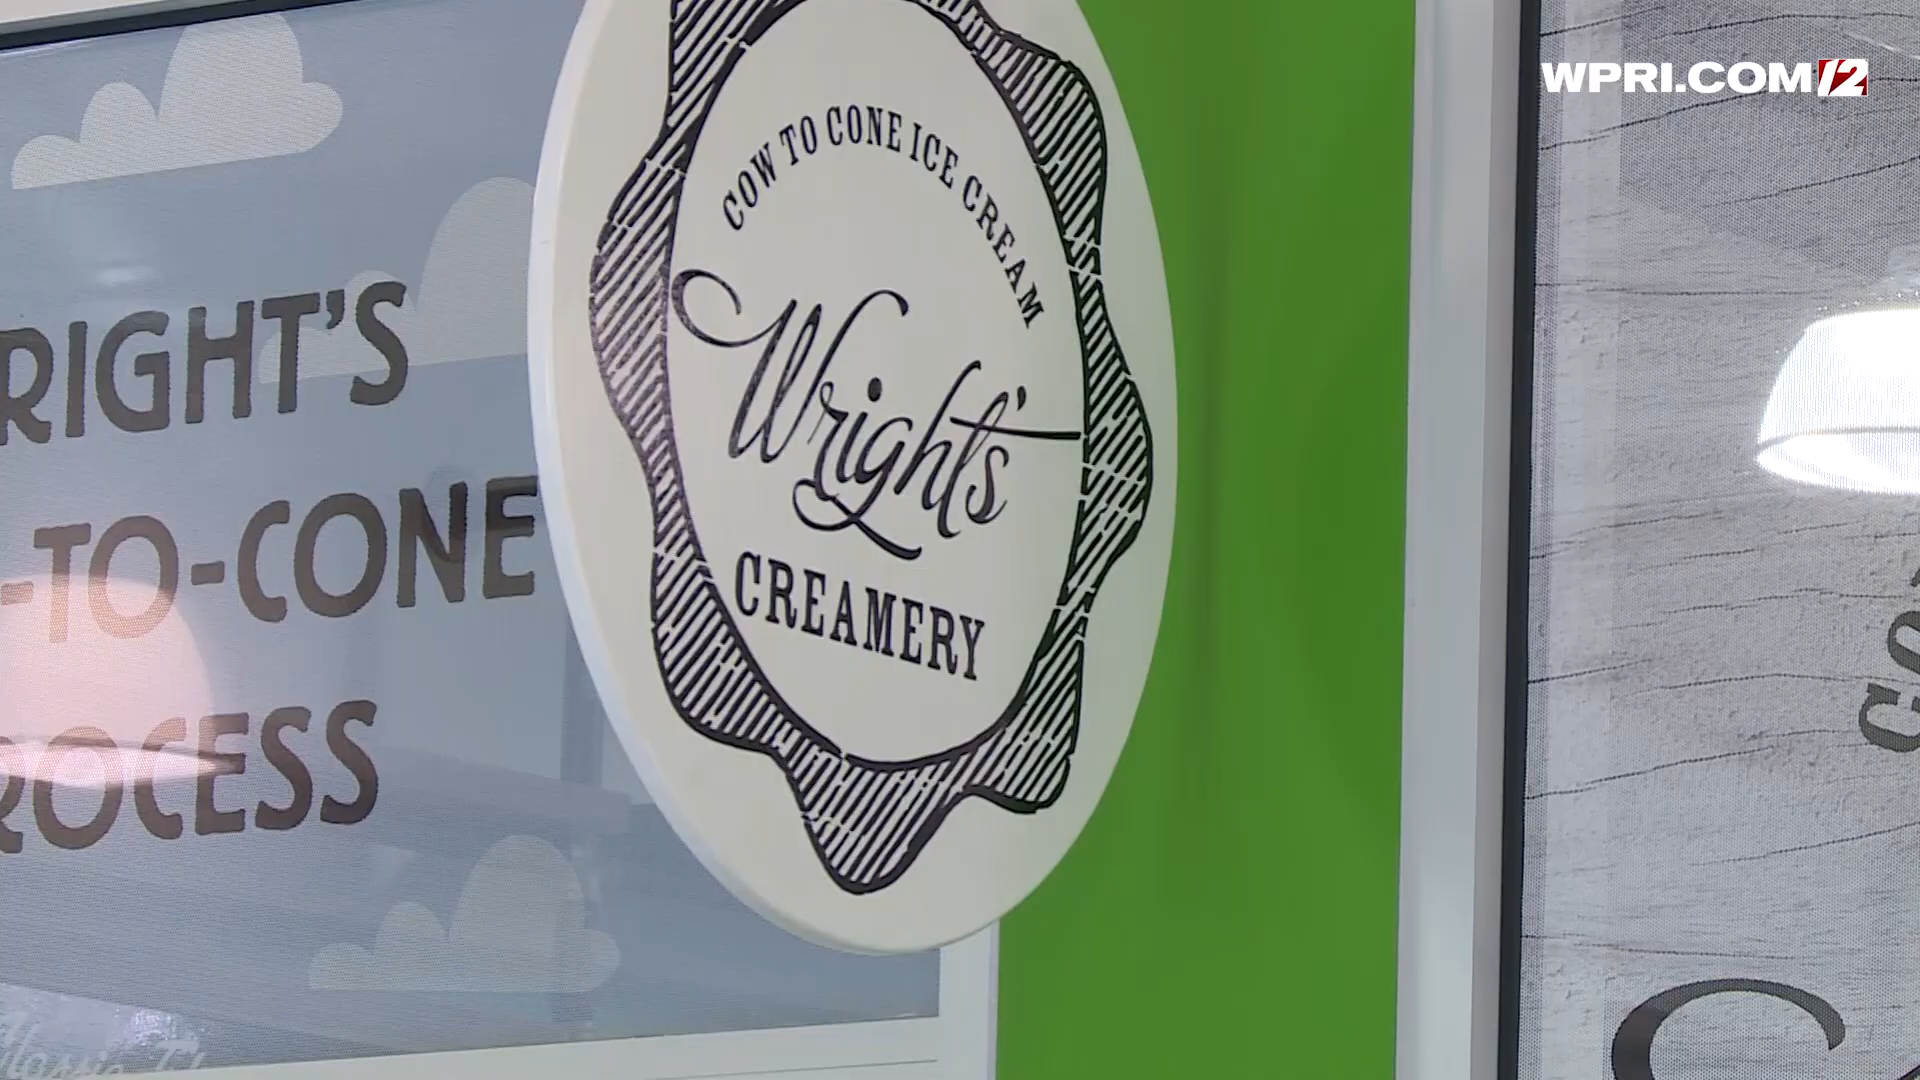 WPRI.COM 12
COW TO CONE ICE CREAM
Wright's
CREAMERY
RIGHT'S
-TO-CONE
ROCESS